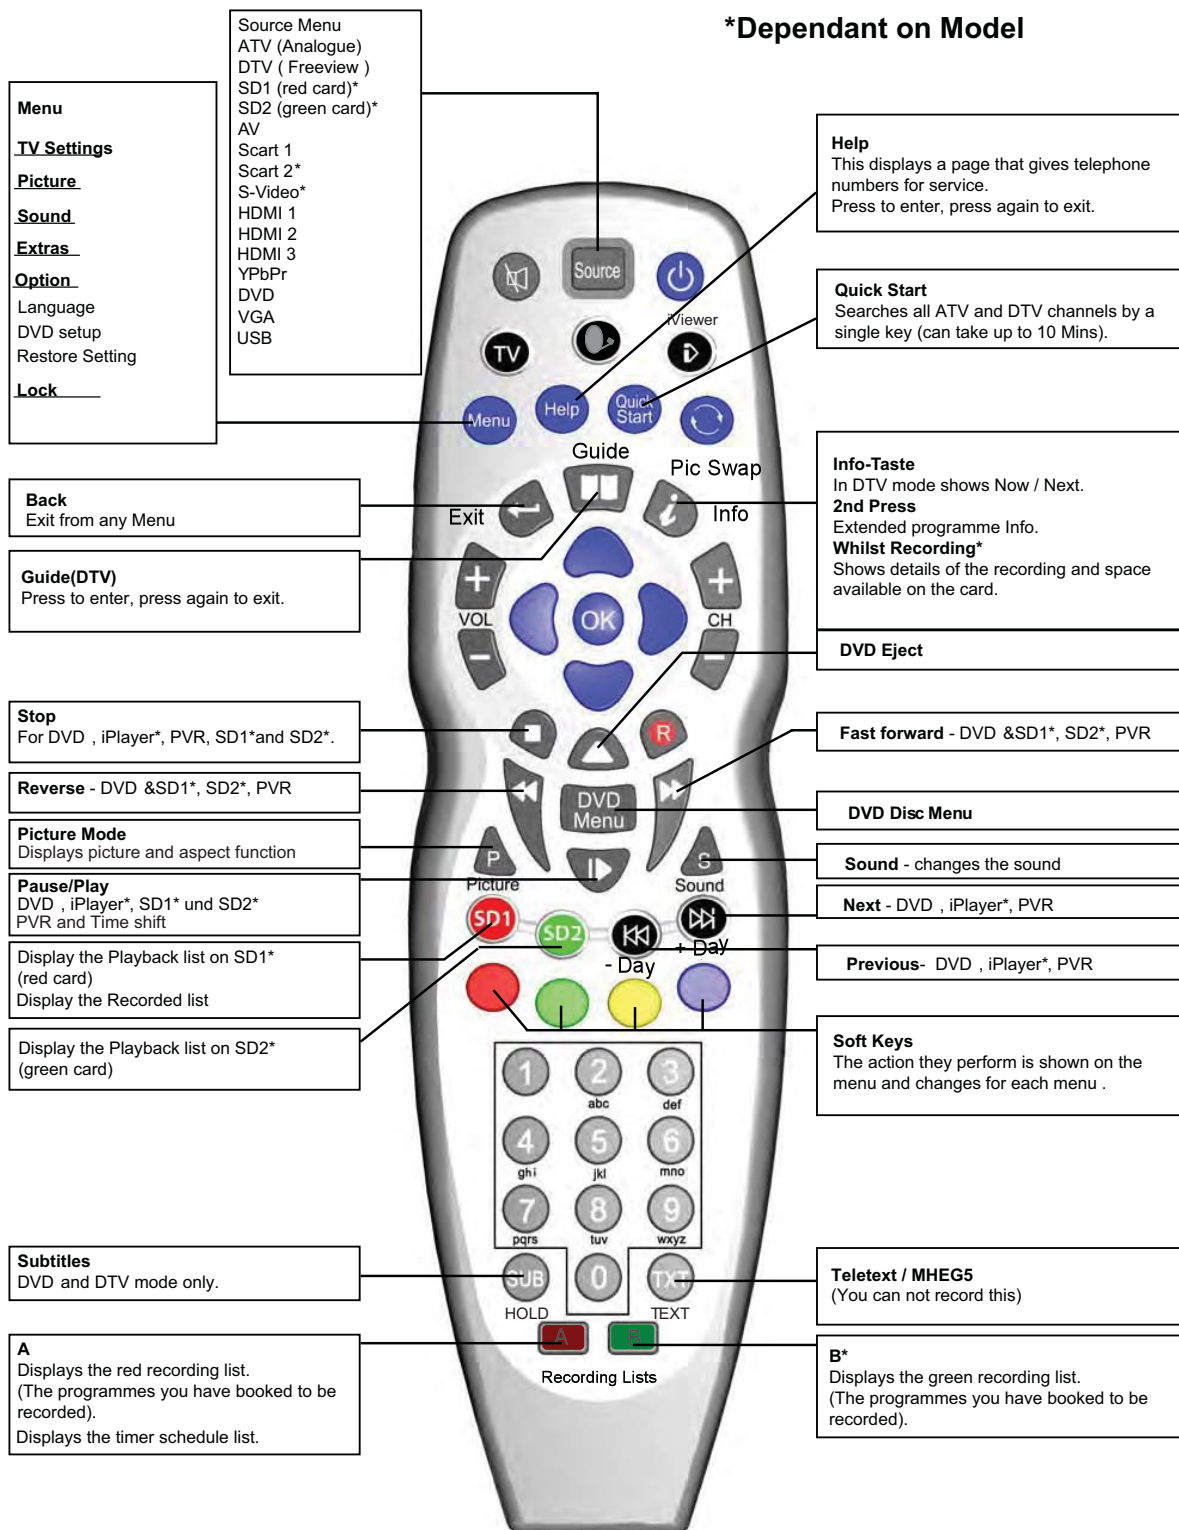 *Dependant on Model
Source Menu
ATV (Analogue)
DTV ( Freeview )
SD1 (red card)*
SD2 (green card)*
AV
Scart 1
Scart 2*
S-Video*
HDMI 1
HDMI 2
HDMI 3
YPbPr
DVD
VGA
USB
Menu
TV Settings
Picture
Sound
Extras
Option
Language
DVD setup
Restore Setting
Lock
Back
Exit from any Menu
Guide(DTV)
Press to enter, press again to exit.
Stop
For DVD , iPlayer*, PVR, SD1*and SD2*.
Reverse - DVD &SD1*, SD2*, PVR
Picture Mode
Displays picture and aspect function
Pause/Play
DVD , iPlayer*, SD1* und SD2*
PVR and Time shift
Display the Playback list on SD1*
(red card)
Display the Recorded list
Display the Playback list on SD2*
(green card)
Subtitles
DVD and DTV mode only.
A
Displays the red recording list.
(The programmes you have booked to be
recorded).
Displays the timer schedule list.
Source
iViewer
TV
Menu
Help
Quick
Start
Guide
Pic Swap
Exit
i
Info
+
+
VOL
OK
CH
-
-
R
DVD
Menu
P
S
Picture
Sound
SD1
SD2
- Day
+ Day
1
2
3
abc
def
4
5
6
ghi
jkl
mno
7
8
9
pqrs
tuv
wxyz
SUB
0
TXT
HOLD
TEXT
A
B
Recording Lists
Help
This displays a page that gives telephone
numbers for service.
Press to enter, press again to exit.
Quick Start
Searches all ATV and DTV channels by a
single key (can take up to 10 Mins).
Info-Taste
In DTV mode shows Now / Next.
2nd Press
Extended programme Info.
Whilst Recording*
Shows details of the recording and space
available on the card.
DVD Eject
Fast forward - DVD &SD1*, SD2*, PVR
DVD Disc Menu
Sound - changes the sound
Next - DVD , iPlayer*, PVR
Previous- DVD , iPlayer*, PVR
Soft Keys
The action they perform is shown on the
menu and changes for each menu .
Teletext / MHEG5
(You can not record this)
B*
Displays the green recording list.
(The programmes you have booked to be
recorded).